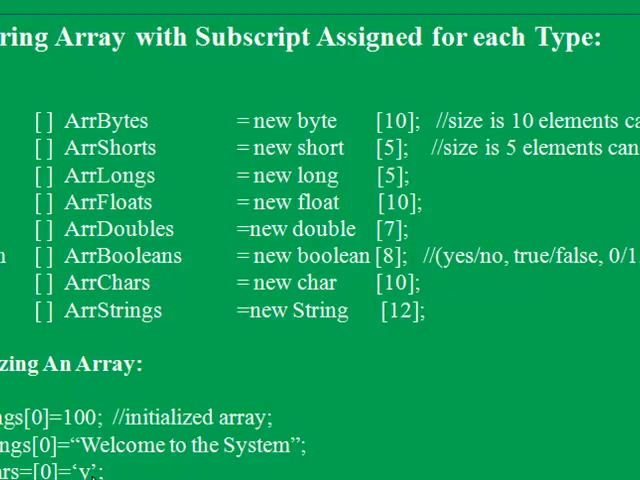 ring Array with Subscript Assigned for each Type:
[ ] ArrBytes = new byte [10]; //size is 10 elements ca
[ ] ArrShorts = new short [5]; //size is 5 elements can
[ ] ArrLongs = new long [5];
[ ] ArrFloats = new float [10];
[ ] ArrDoubles =new double [7];
n [ ] ArrBooleans = new boolean [8]; //(yes/no, true/false, 0/1
[ ] ArrChars = new char [10];
[ ] ArrStrings =new String [12];
zing An Array:
ngs[0]=100; //initialized array;
ngs[0]=“Welcome to the System”;
ars=[0]=‘y’;